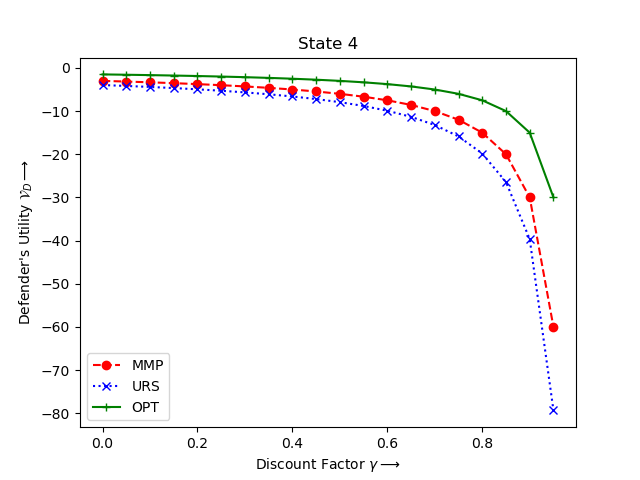 State 4
Defender's Utility 𝒱_D ⟶
0
−10
−20
−30
−40
−50
−60
−70
−80
MMP
URS
OPT
0.0 0.2 0.4 0.6 0.8
Discount Factor γ ⟶